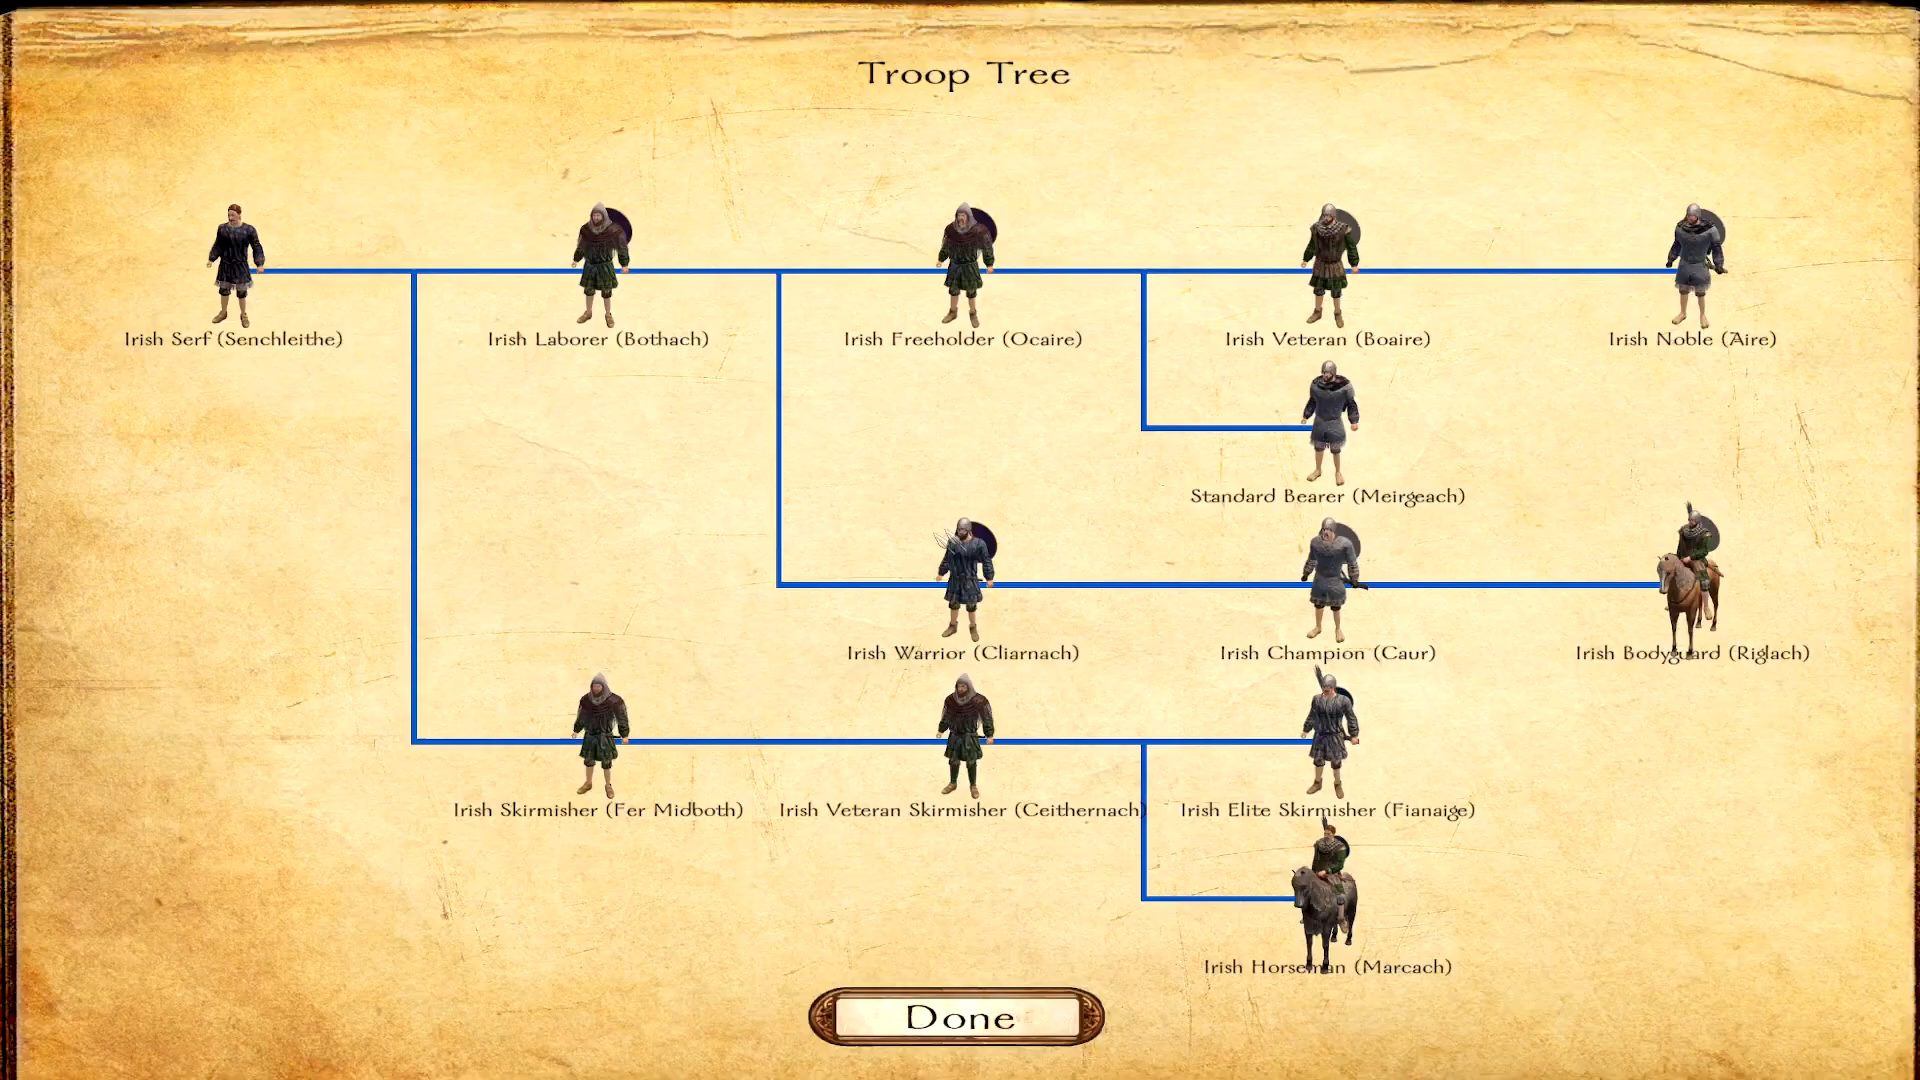 Troop Tree
Irish Serf (Senchleithe)
Irish Laborer (Bothach)
Irish Freeholder (Ocaire)
Irish Veteran (Boaire)
Irish Noble (Aire)
Standard Bearer (Meirgeach)
Irish Warrior (Cliarnach)
Irish Champion (Caur)
Irish Bodyguard (Riglach)
Irish Skirmisher (Fer Midboth)
Irish Veteran Skirmisher (Ceithernach)
Irish Elite Skirmisher (Fianaige)
Irish Horseman (Marcach)
Done